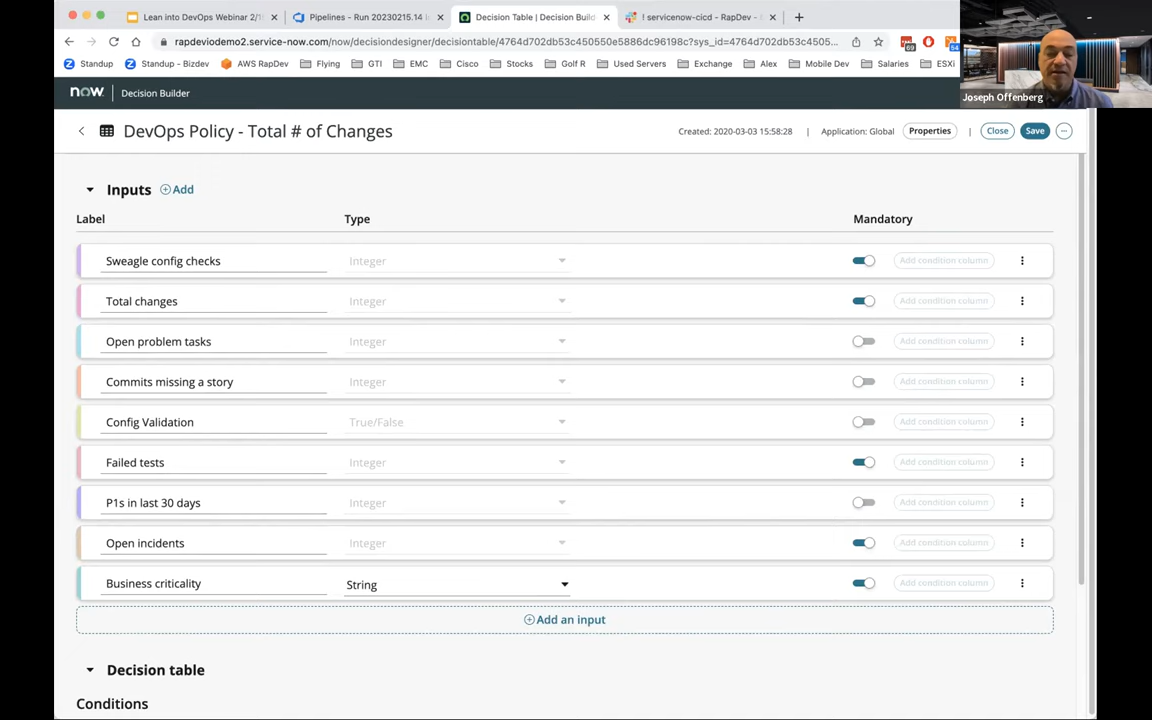 Lean into DevOps Webinar 2/1
Pipelines - Run 20230215.14 l
Decision Table | Decision Buil
! servicenow-cicd - RapDev -
rapdeviodemo2.service-now.com/now/decisiondesigner/decisiontable/4764d702db53c450550e5886dc96198c?sys_id=4764d702db53c4505...
69
64
Standup
Standup - Bizdev
AWS RapDev
Flying
GTI
EMC
Cisco
Stocks
Golf R
Used Servers
Exchange
Alex
Mobile Dev
Salaries
ESXi
Joseph Offenberg
now.
Decision Builder
DevOps Policy - Total # of Changes
Created: 2020-03-03 15:58:28 | Application: Global
Properties
Close
Save
Inputs
Add
Label
Type
Mandatory
Sweagle config checks
Integer
Add condition column
Total changes
Integer
Add condition column
Open problem tasks
Integer
Add condition column
Commits missing a story
Integer
Add condition column
Config Validation
True/False
Add condition column
Failed tests
Integer
Add condition column
P1s in last 30 days
Integer
Add condition column
Open incidents
Integer
Add condition column
Business criticality
String
Add condition column
Add an input
Decision table
Conditions